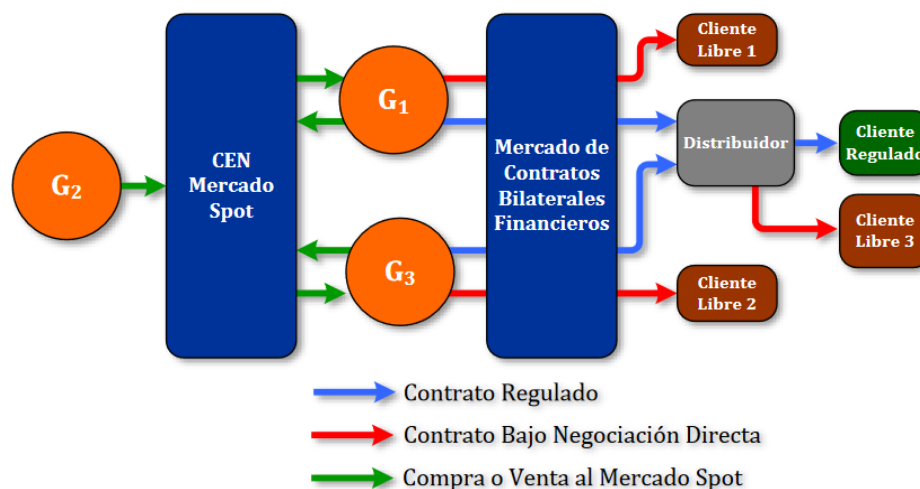 G2
CEN
Mercado
Spot
G1
G3
Mercado de
Contratos
Bilaterales
Financieros
Cliente
Libre 1
Distribuidor
Cliente
Regulado
Cliente
Libre 3
Cliente
Libre 2
Contrato Regulado
Contrato Bajo Negociación Directa
Compra o Venta al Mercado Spot